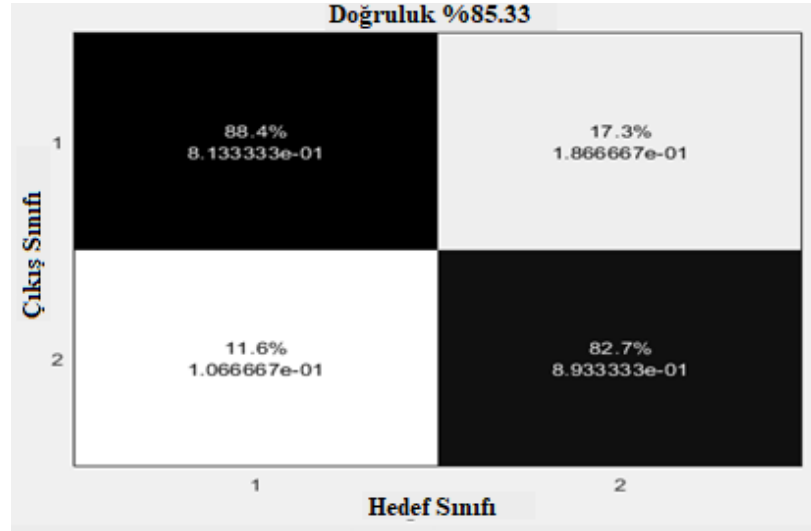 Doğruluk %85.33
1
88.4%
8.133333e-01
17.3%
1.866667e-01
Çıkış Sınıfı
2
11.6%
1.066667e-01
82.7%
8.933333e-01
1
2
Hedef Sınıfı